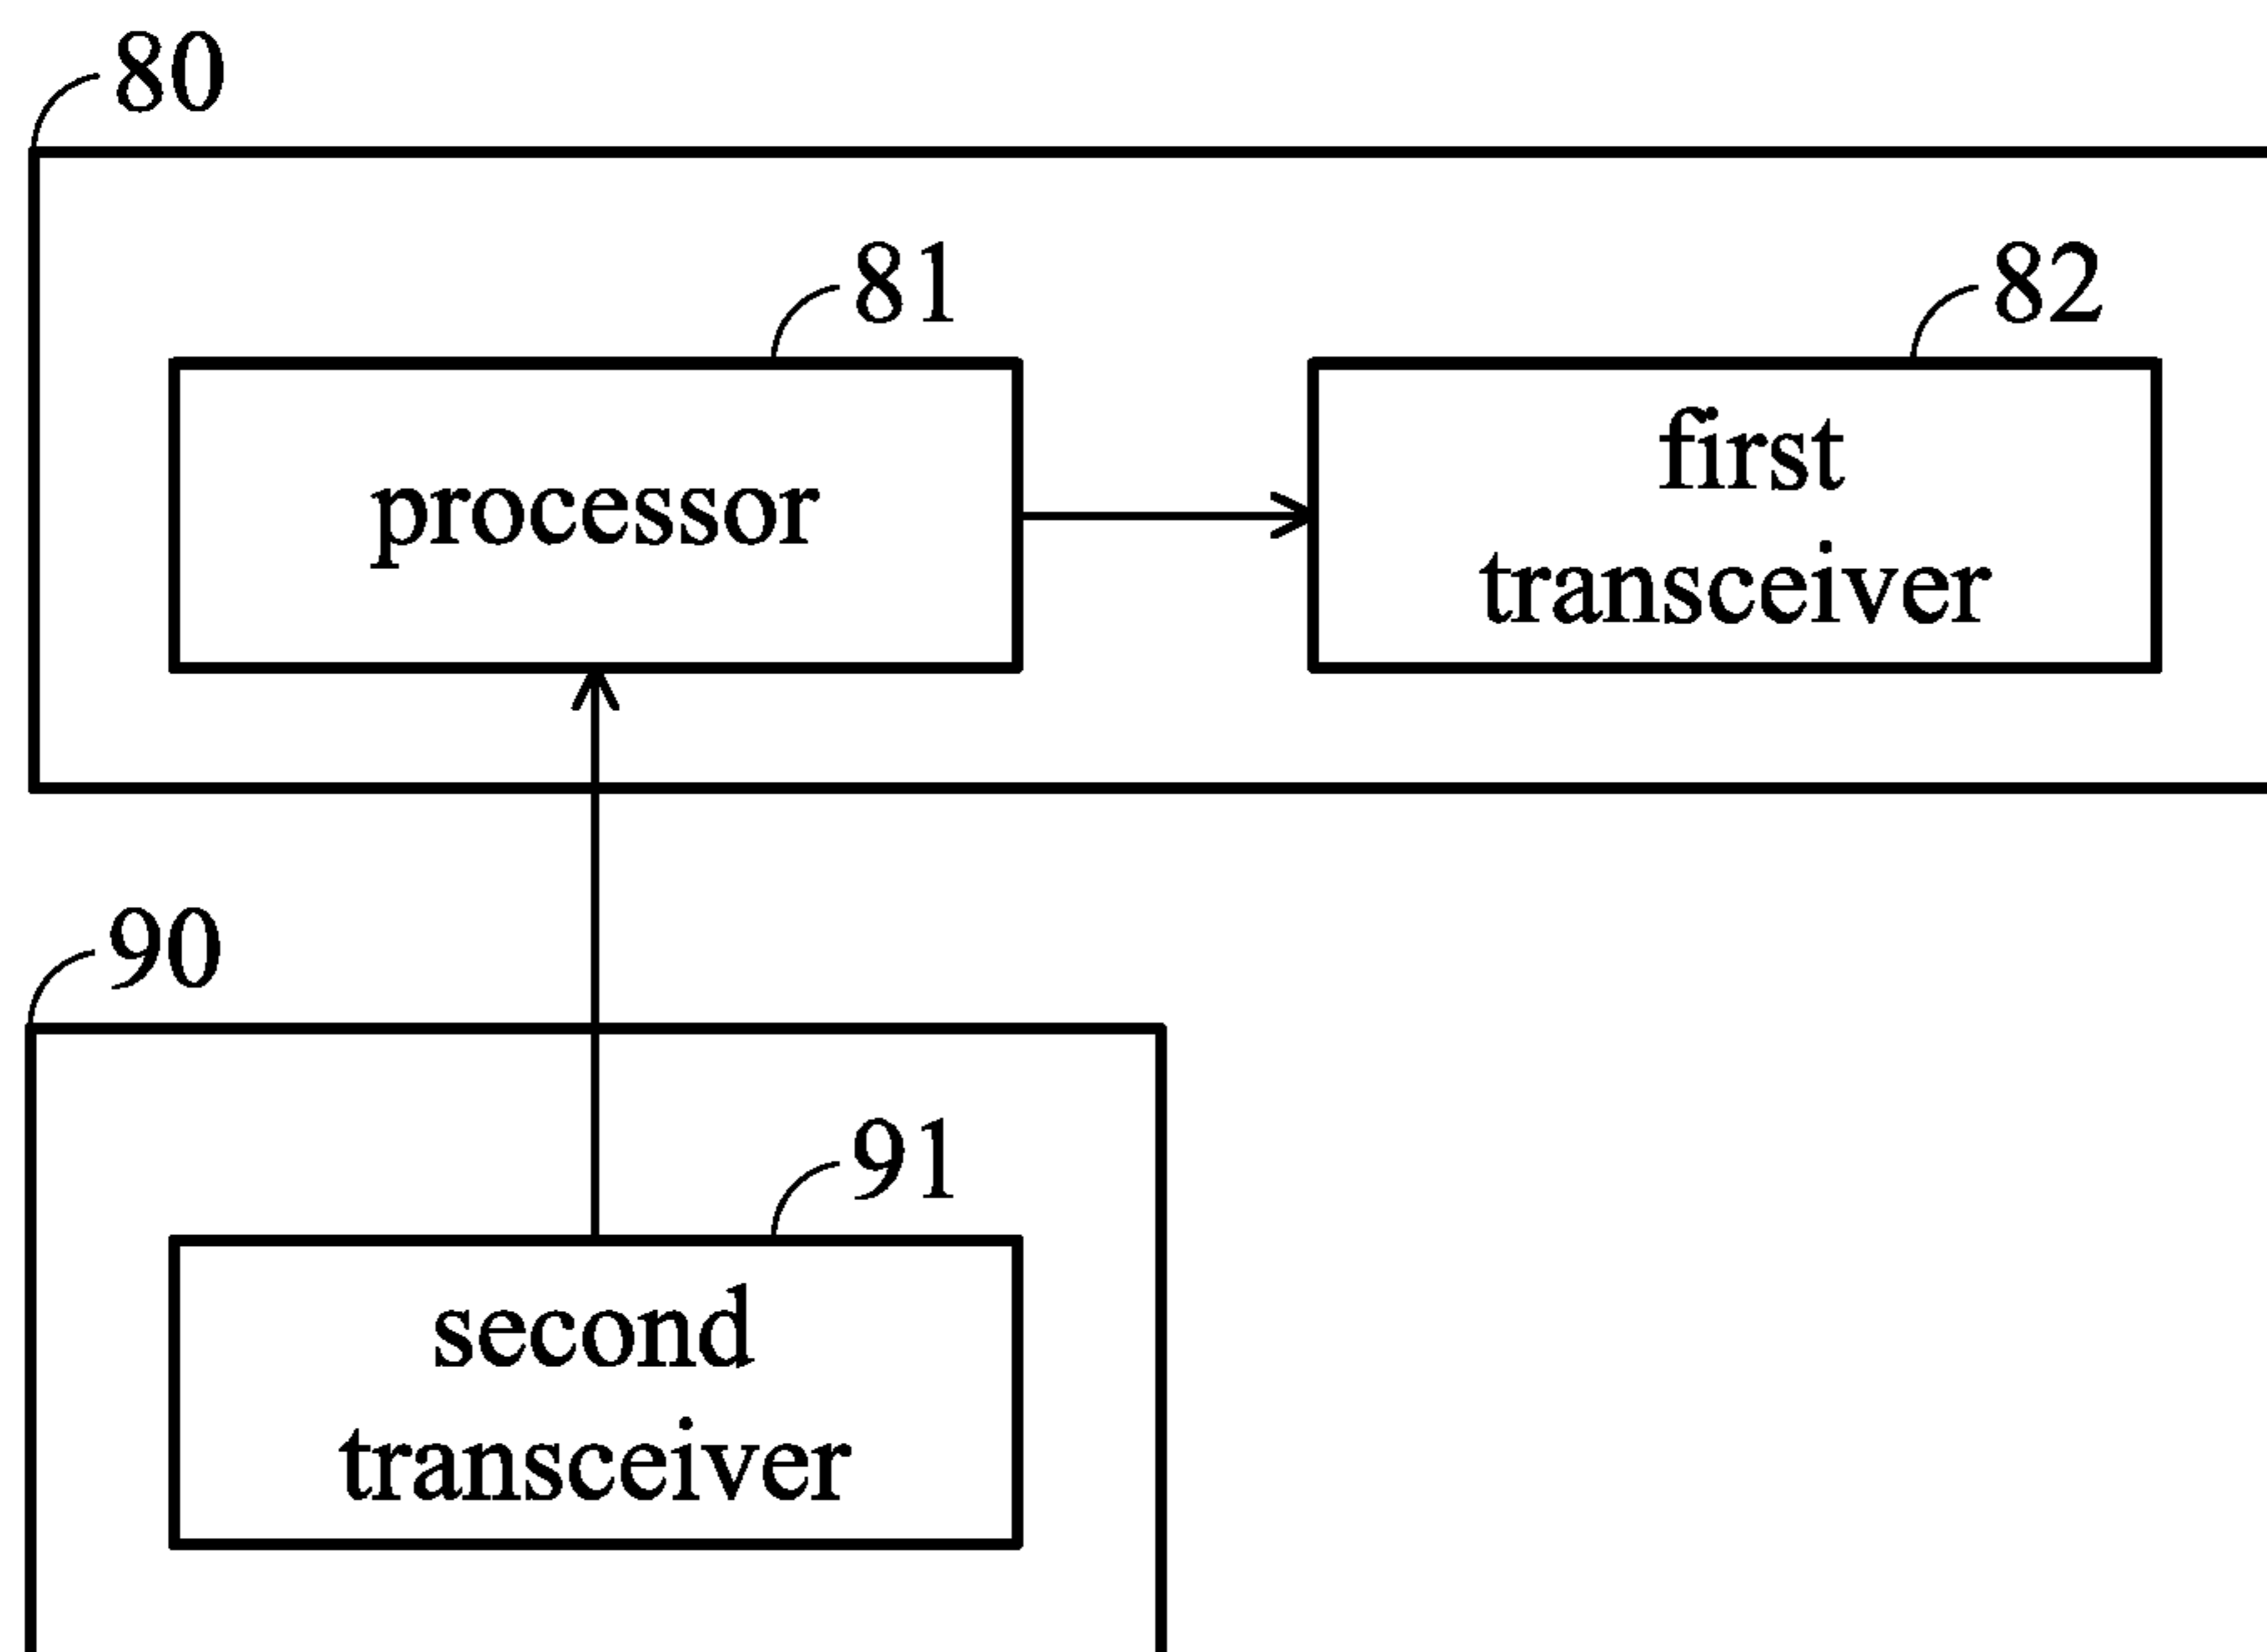 80
81
82
processor
first
transceiver
90
91
second
transceiver